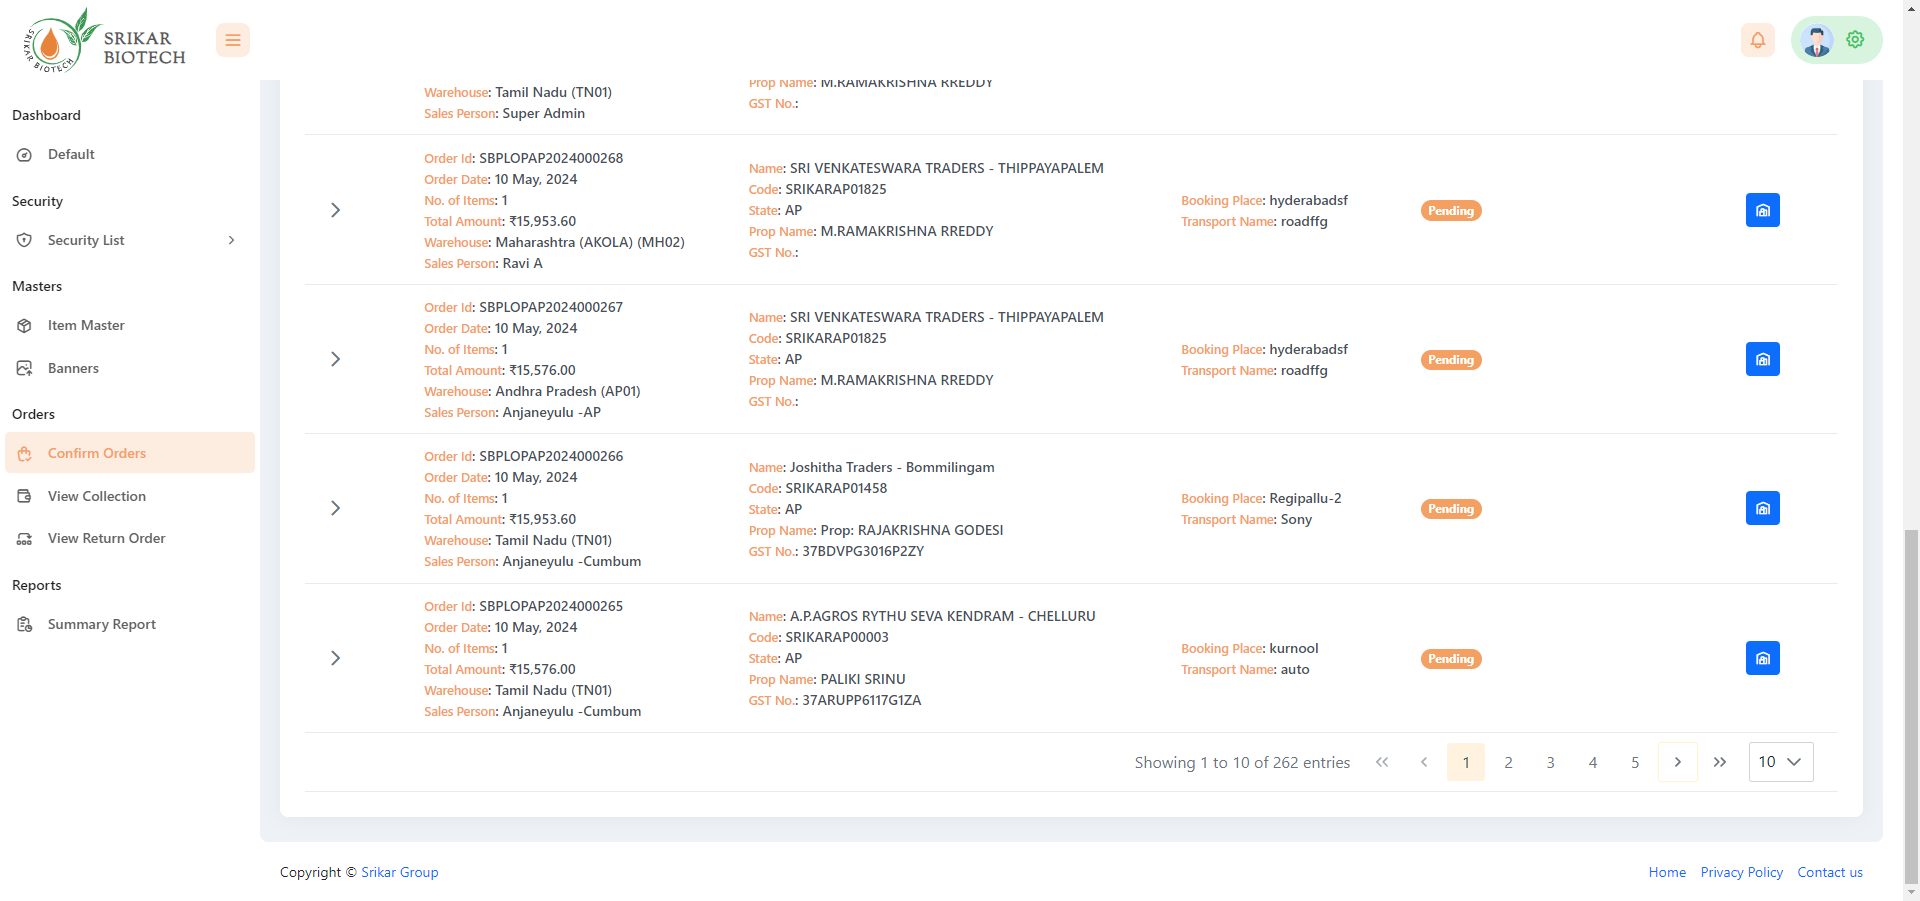 SRIKAR
BIOTECH
SRIKAR BIOTECH
Dashboard
Default
Security
Security List
Masters
Item Master
Banners
Orders
Confirm Orders
View Collection
View Return Order
Reports
Summary Report
Warehouse: Tamil Nadu (TN01)
Sales Person: Super Admin
Prop Name: M.RAMAKRISHNA RREDDY
GST No.:
Order Id: SBPLOPAP2024000268
Order Date: 10 May, 2024
No. of Items: 1
Total Amount: ₹15,953.60
Warehouse: Maharashtra (AKOLA) (MH02)
Sales Person: Ravi A
Name: SRI VENKATESWARA TRADERS - THIPPAYAPALEM
Code: SRIKARAP01825
State: AP
Prop Name: M.RAMAKRISHNA RREDDY
GST No.:
Booking Place: hyderabadsf
Transport Name: roadffg
Pending
Order Id: SBPLOPAP2024000267
Order Date: 10 May, 2024
No. of Items: 1
Total Amount: ₹15,576.00
Warehouse: Andhra Pradesh (AP01)
Sales Person: Anjaneyulu -AP
Name: SRI VENKATESWARA TRADERS - THIPPAYAPALEM
Code: SRIKARAP01825
State: AP
Prop Name: M.RAMAKRISHNA RREDDY
GST No.:
Booking Place: hyderabadsf
Transport Name: roadffg
Pending
Order Id: SBPLOPAP2024000266
Order Date: 10 May, 2024
No. of Items: 1
Total Amount: ₹15,953.60
Warehouse: Tamil Nadu (TN01)
Sales Person: Anjaneyulu -Cumbum
Name: Joshitha Traders - Bommilingam
Code: SRIKARAP01458
State: AP
Prop Name: Prop: RAJAKRISHNA GODESI
GST No.: 37BDVPG3016P2ZY
Booking Place: Regipallu-2
Transport Name: Sony
Pending
Order Id: SBPLOPAP2024000265
Order Date: 10 May, 2024
No. of Items: 1
Total Amount: ₹15,576.00
Warehouse: Tamil Nadu (TN01)
Sales Person: Anjaneyulu -Cumbum
Name: A.P.AGROS RYTHU SEVA KENDRAM - CHELLURU
Code: SRIKARAP00003
State: AP
Prop Name: PALIKI SRINU
GST No.: 37ARUPP6117G1ZA
Booking Place: kurnool
Transport Name: auto
Pending
Showing 1 to 10 of 262 entries
1 2 3 4 5
10
Copyright © Srikar Group
Home Privacy Policy Contact us